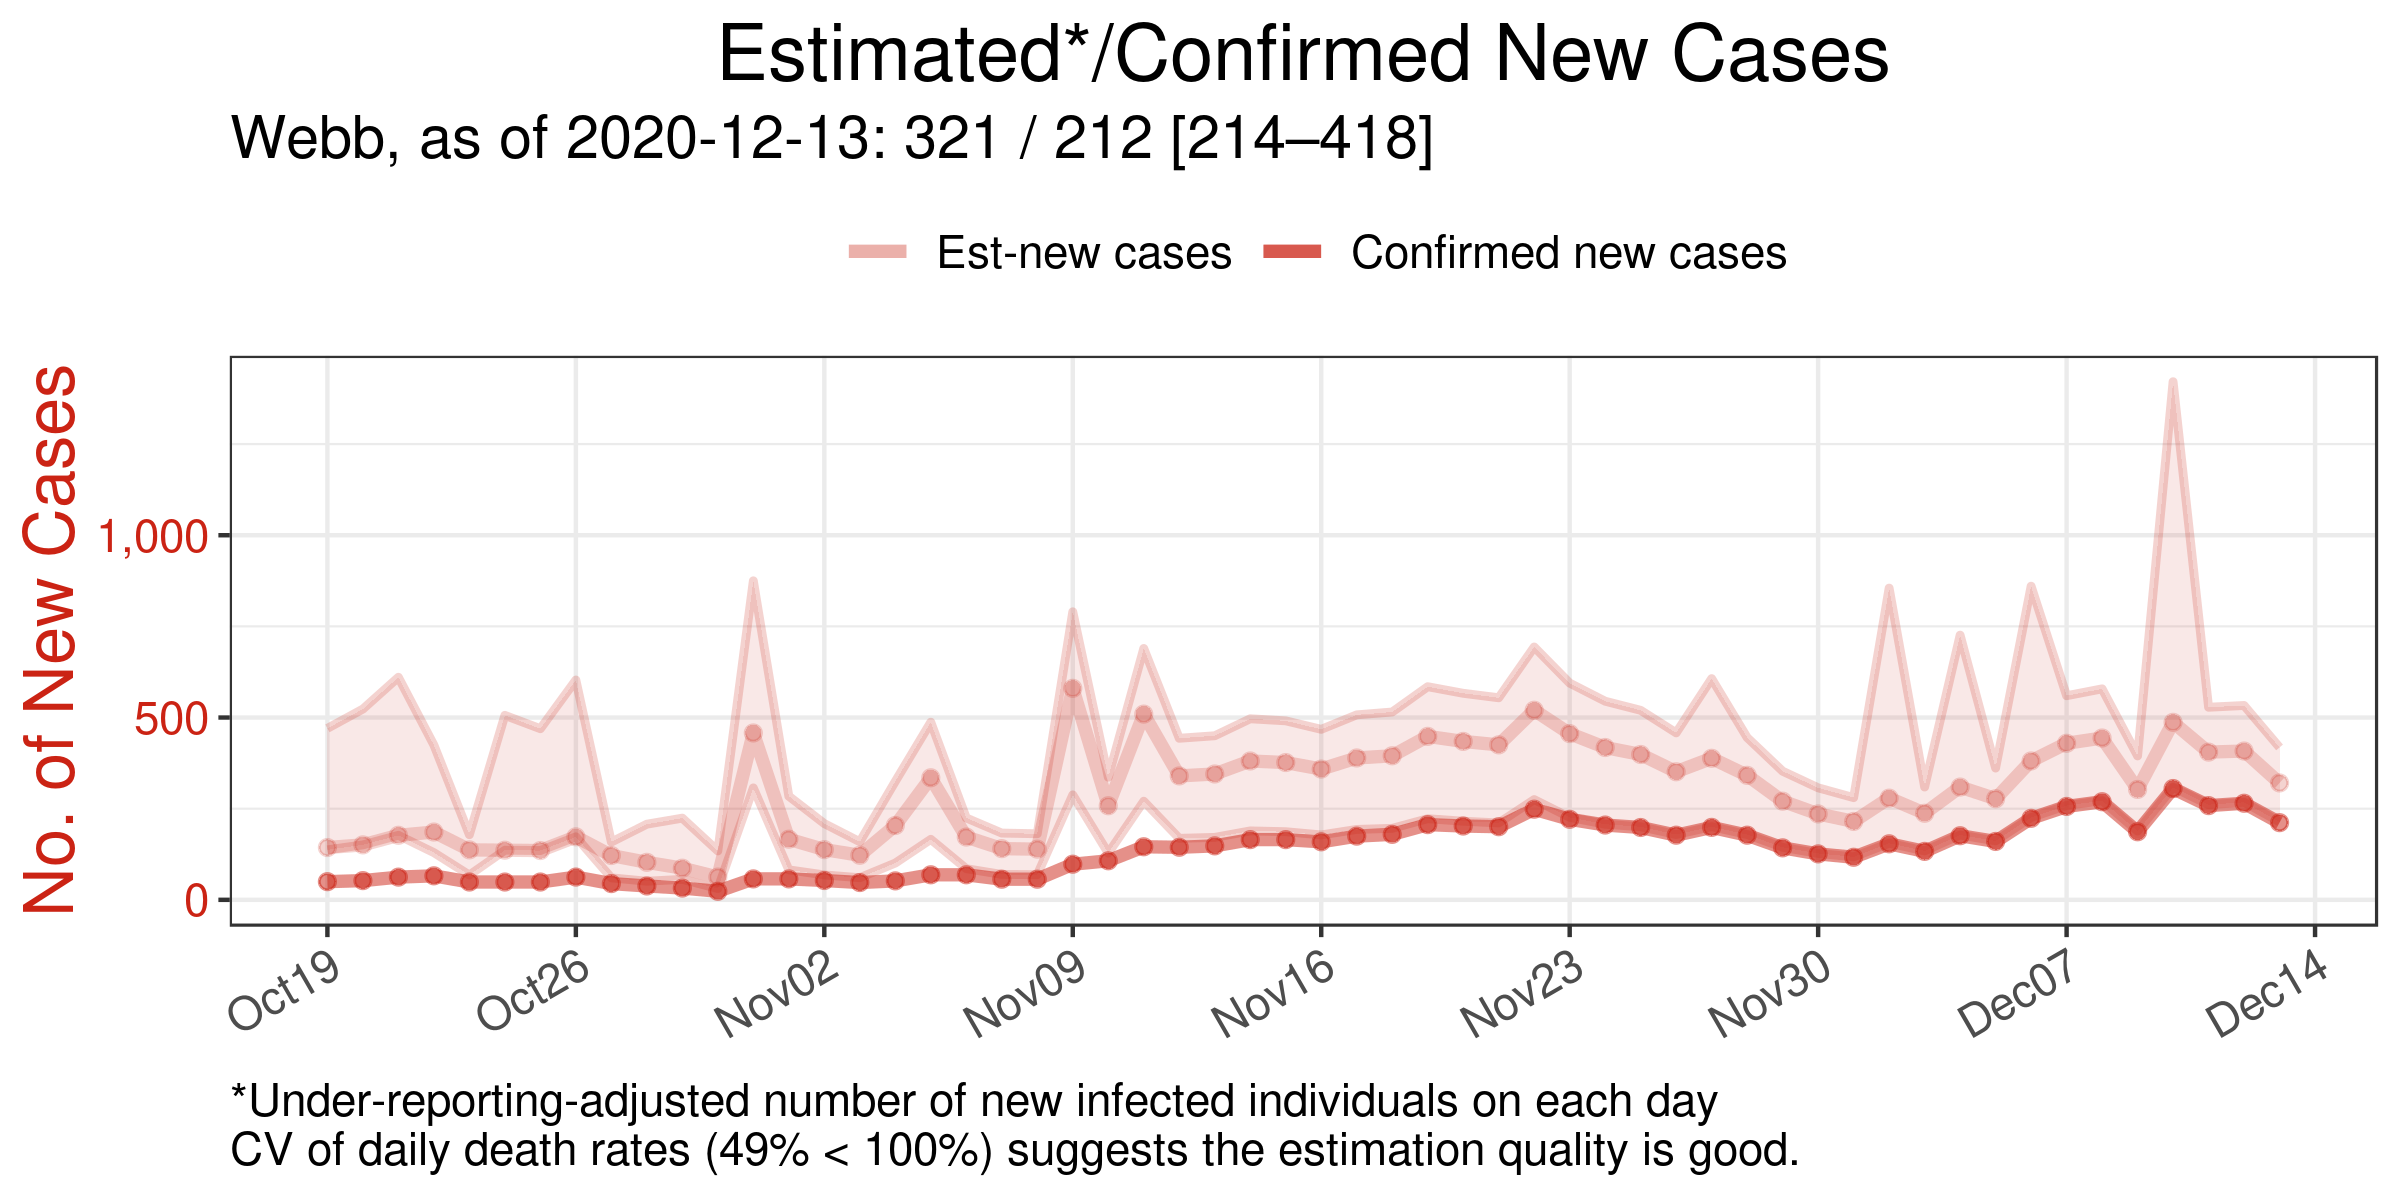 Estimated*/Confirmed New Cases
Webb, as of 2020-12-13: 321 / 212 [214–418]
Est-new cases
Confirmed new cases
No. of New Cases
1,000
500
0
Oct19
Oct26
Nov02
Nov09
Nov16
Nov23
Nov30
Dec07
Dec14
*Under-reporting-adjusted number of new infected individuals on each day
CV of daily death rates (49% < 100%) suggests the estimation quality is good.